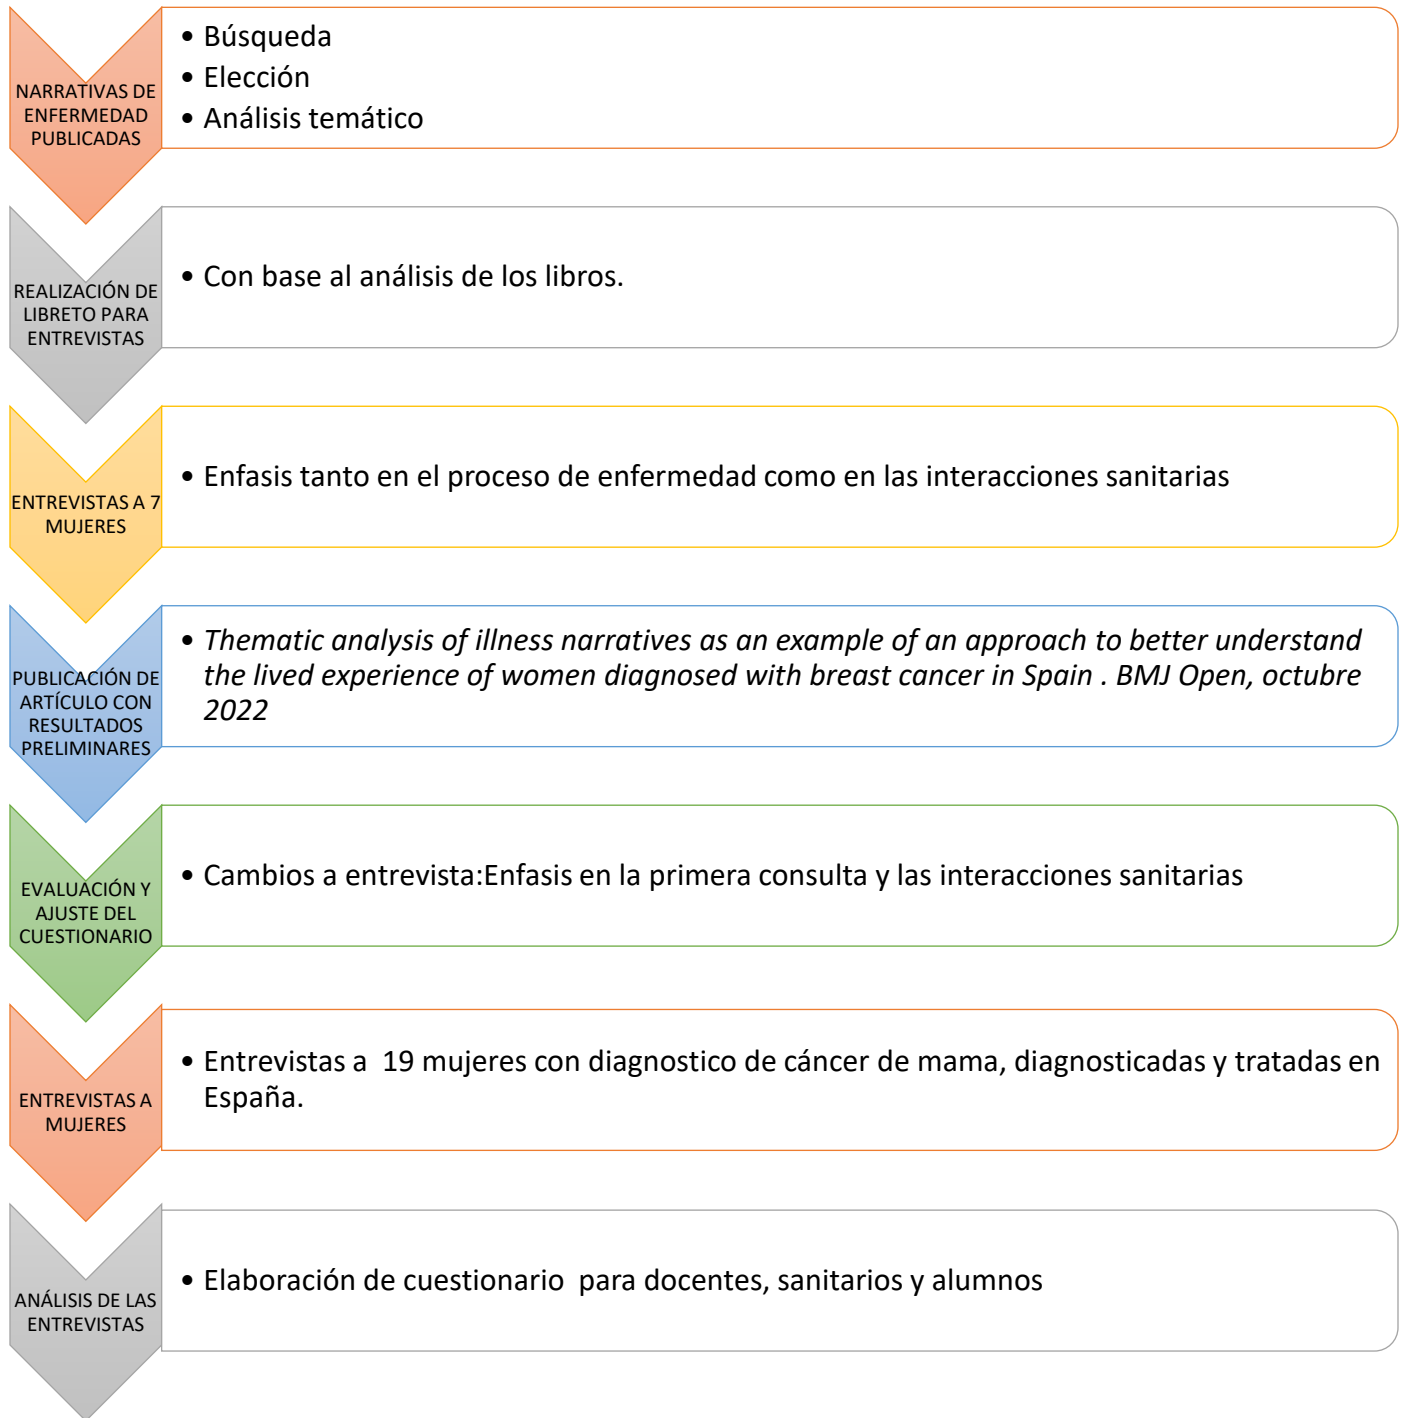 NARRATIVAS DE
ENFERMEDAD
PUBLICADAS
• Búsqueda
• Elección
• Análisis temático
REALIZACIÓN DE
LIBRETO PARA
ENTREVISTAS
• Con base al análisis de los libros.
ENTREVISTAS A 7
MUJERES
• Enfasis tanto en el proceso de enfermedad como en las interacciones sanitarias
PUBLICACIÓN DE
ARTÍCULO CON
RESULTADOS
PRELIMINARES
• Thematic analysis of illness narratives as an example of an approach to better understand
the lived experience of women diagnosed with breast cancer in Spain . BMJ Open, octubre
2022
EVALUACIÓN Y
AJUSTE DEL
CUESTIONARIO
• Cambios a entrevista:Enfasis en la primera consulta y las interacciones sanitarias
ENTREVISTAS A
MUJERES
• Entrevistas a  19 mujeres con diagnostico de cáncer de mama, diagnosticadas y tratadas en
España.
ANÁLISIS DE LAS
ENTREVISTAS
• Elaboración de cuestionario  para docentes, sanitarios y alumnos